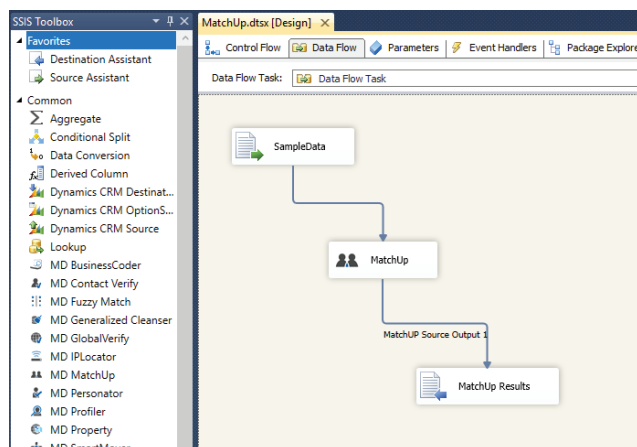 SSIS Toolbox
Favorites
Destination Assistant
Source Assistant
Common
Aggregate
Conditional Split
Data Conversion
Derived Column
Dynamics CRM Destinat...
Dynamics CRM OptionS...
Dynamics CRM Source
Lookup
MD BusinessCoder
MD Contact Verify
MD Fuzzy Match
MD Generalized Cleanser
MD GlobalVerify
MD IPLocator
MD MatchUp
MD Personator
MD Profiler
MD Property
MD SmartMover
MatchUp.dtsx [Design]
Control Flow Data Flow Parameters Event Handlers Package Explore
Data Flow Task: Data Flow Task
SampleData
MatchUp
MatchUP Source Output 1
MatchUp Results